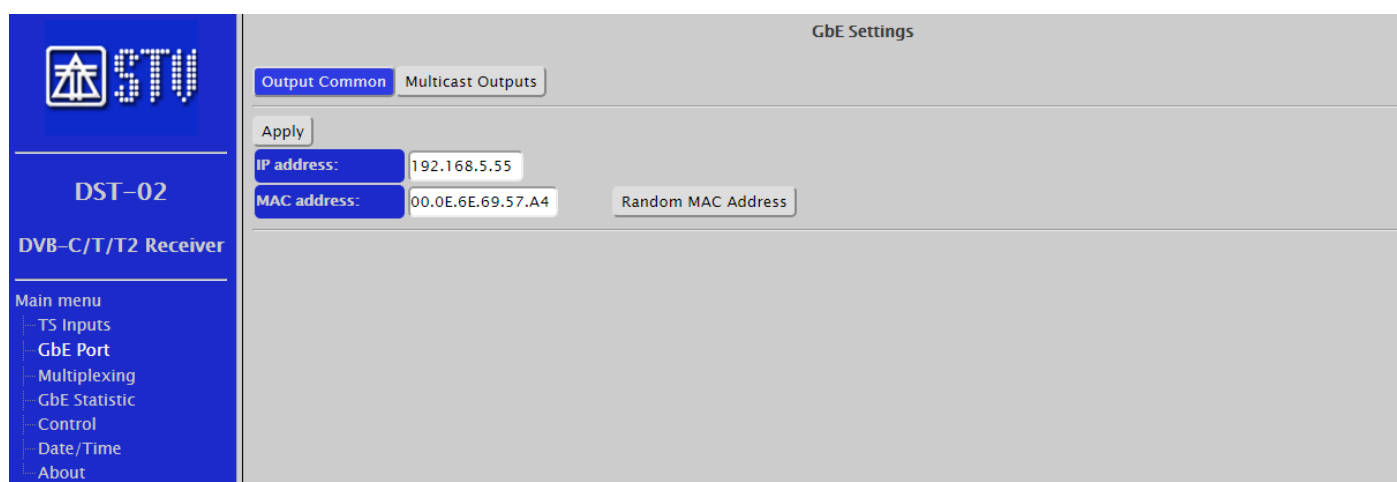 STV
DST-02
DVB-C/T/T2 Receiver
Main menu
TS Inputs
GbE Port
Multiplexing
GbE Statistic
Control
Date/Time
About
GbE Settings
Output Common Multicast Outputs
Apply
IP address: 192.168.5.55
MAC address: 00.0E.6E.69.57.A4 Random MAC Address